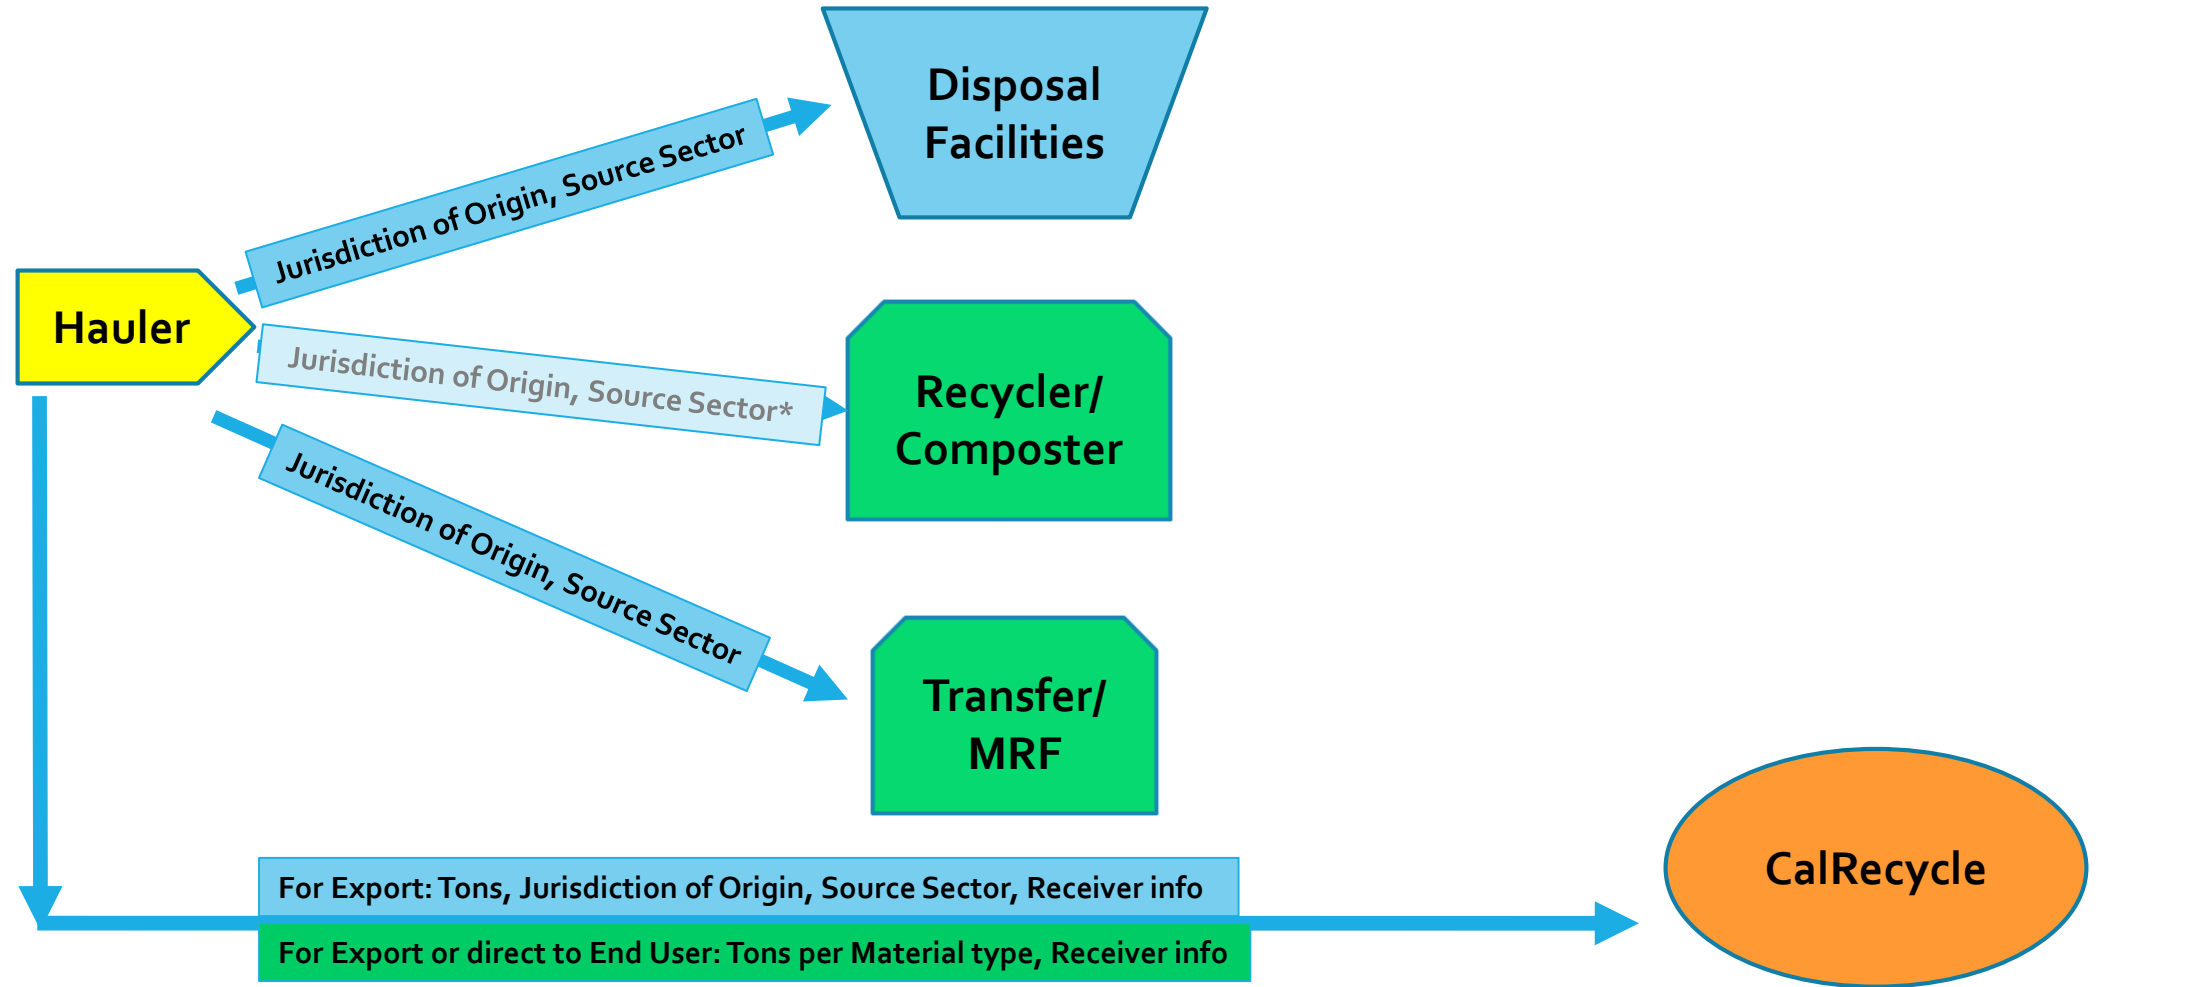 Disposal
Facilities
Jurisdiction of Origin, Source Sector
Hauler
Jurisdiction of Origin, Source Sector*
Recycler/
Composter
Jurisdiction of Origin, Source Sector
Transfer/
MRF
CalRecycle
For Export: Tons, Jurisdiction of Origin, Source Sector, Receiver info
For Export or direct to End User: Tons per Material type, Receiver info